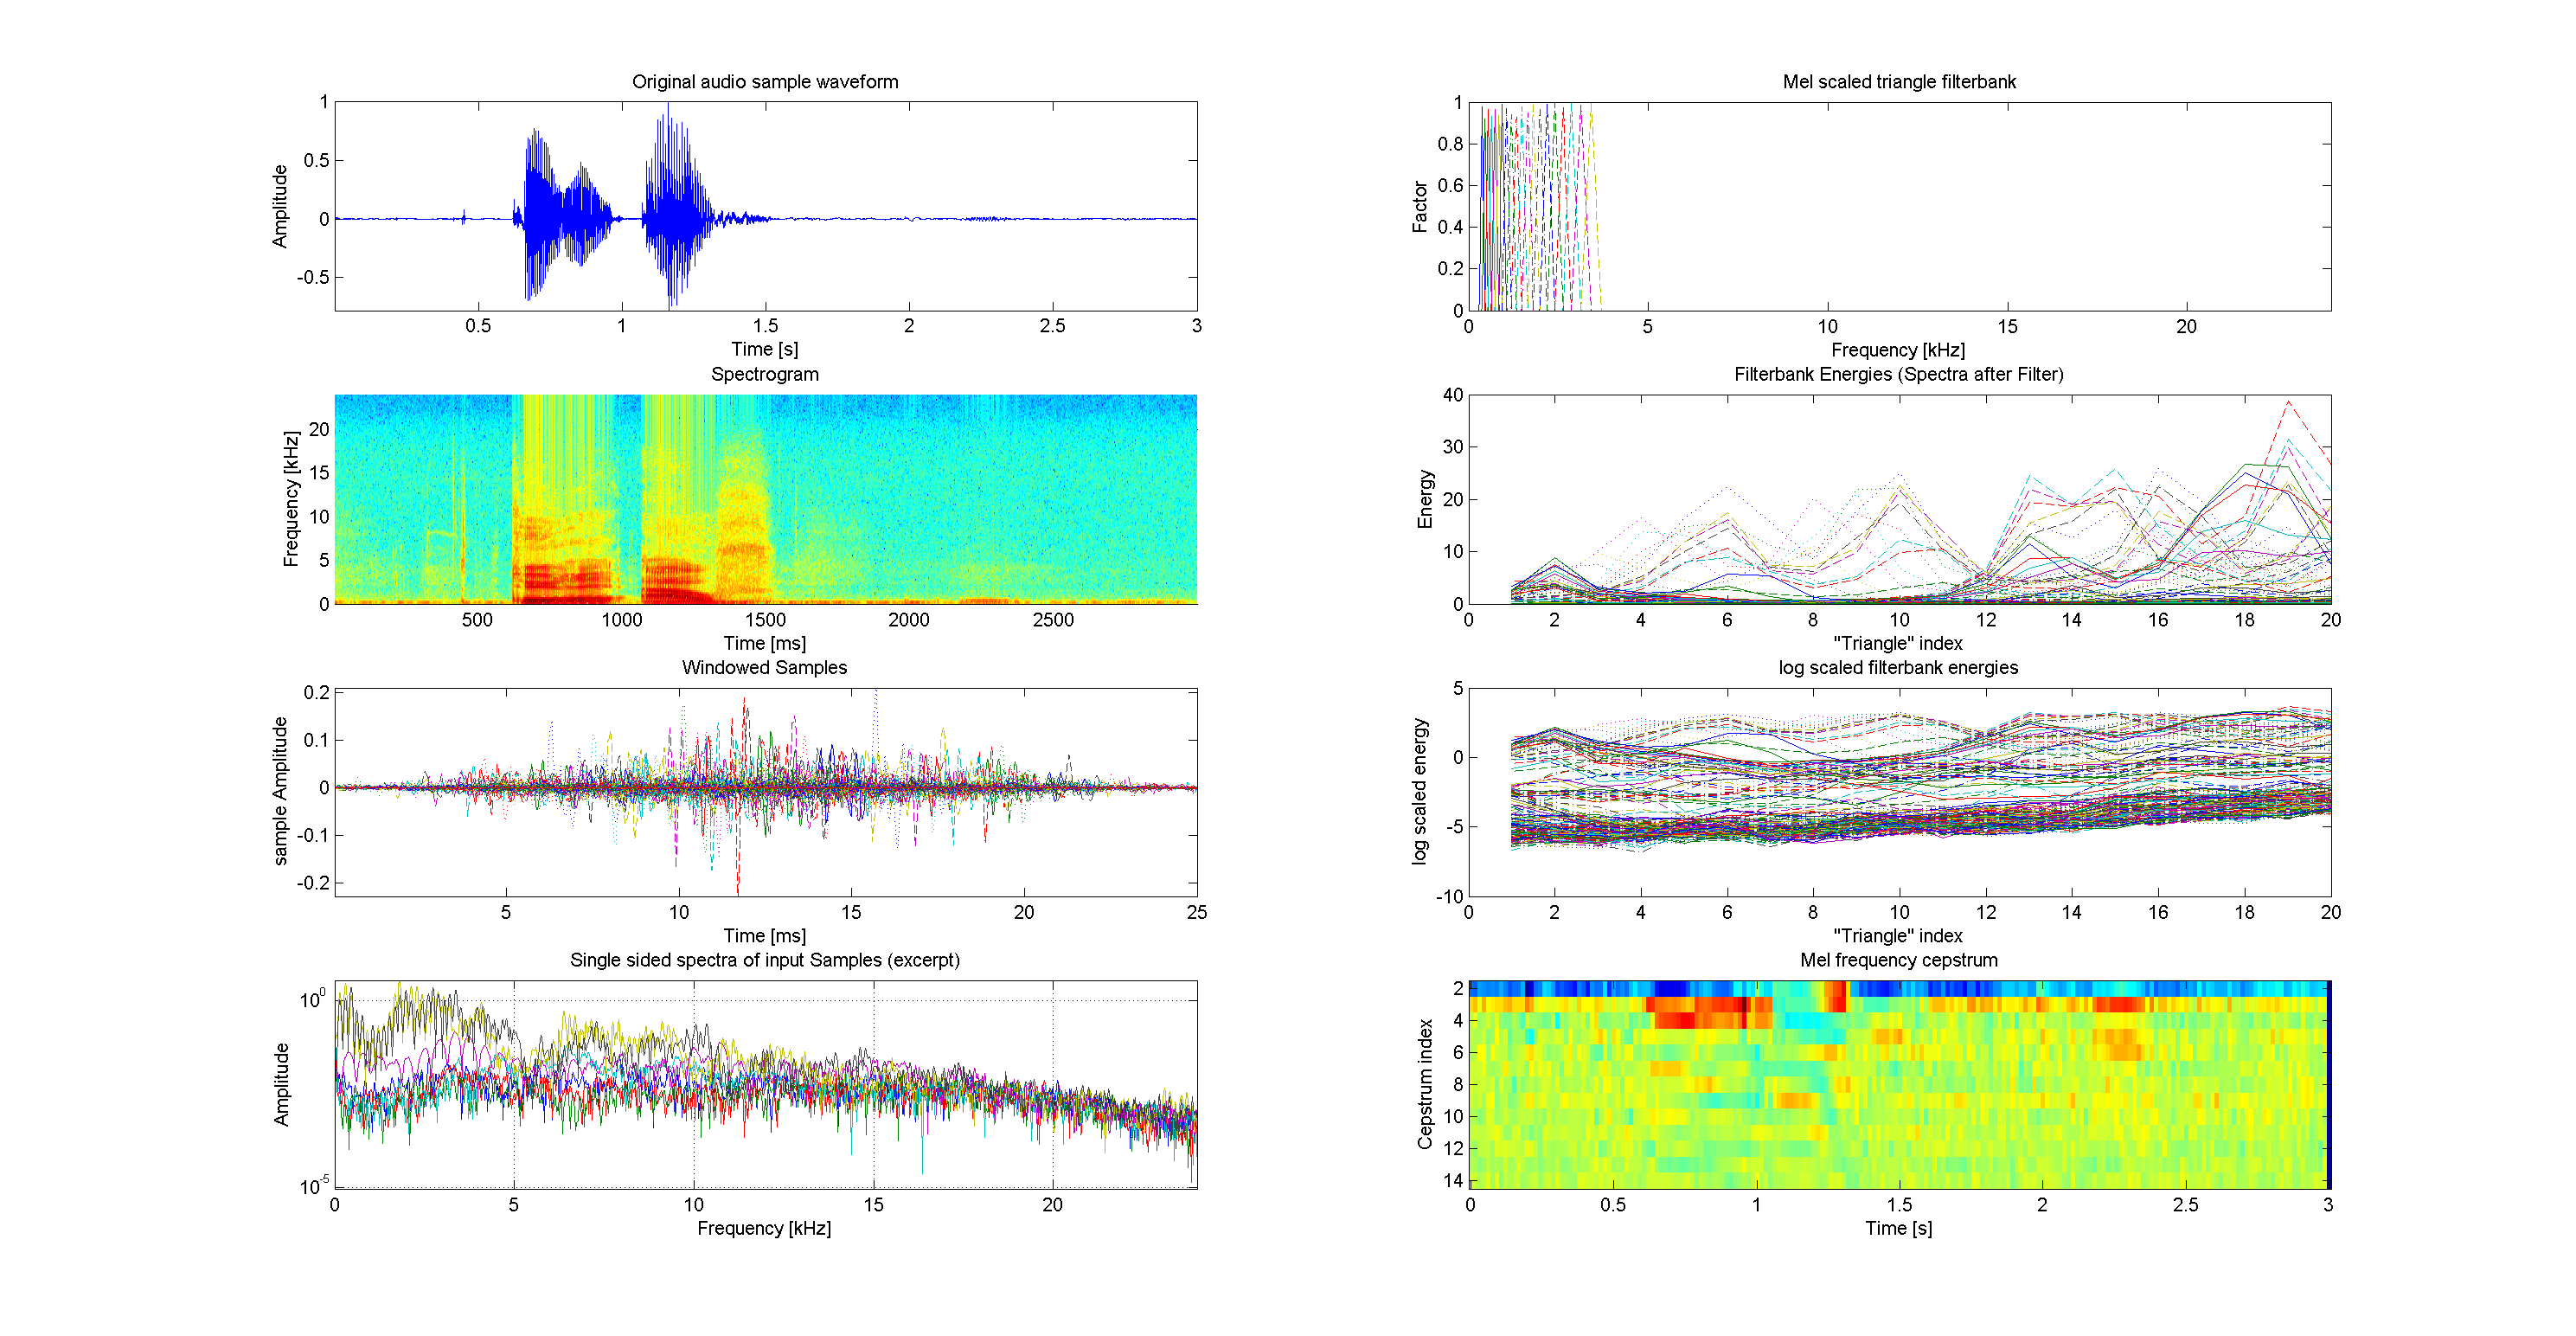 Original audio sample waveform
1
0.5
0
-0.5
Amplitude
0.5 1 1.5 2 2.5 3
Time [s]
Spectrogram
20
15
10
5
0
Frequency [kHz]
500 1000 1500 2000 2500
Time [ms]
Windowed Samples
0.2
0.1
0
-0.1
-0.2
sample Amplitude
5 10 15 20 25
Time [ms]
Single sided spectra of input Samples (excerpt)
10^0
10^-5
Amplitude
0 5 10 15 20
Frequency [kHz]
Mel scaled triangle filterbank
1
0.8
0.6
0.4
0.2
0
Factor
0 5 10 15 20
Frequency [kHz]
Filterbank Energies (Spectra after Filter)
40
30
20
10
0
Energy
0 2 4 6 8 10 12 14 16 18 20
"Triangle" index
log scaled filterbank energies
5
0
-5
-10
log scaled energy
0 2 4 6 8 10 12 14 16 18 20
"Triangle" index
Mel frequency cepstrum
2
4
6
8
10
12
14
Cepstrum index
0 0.5 1 1.5 2 2.5 3
Time [s]